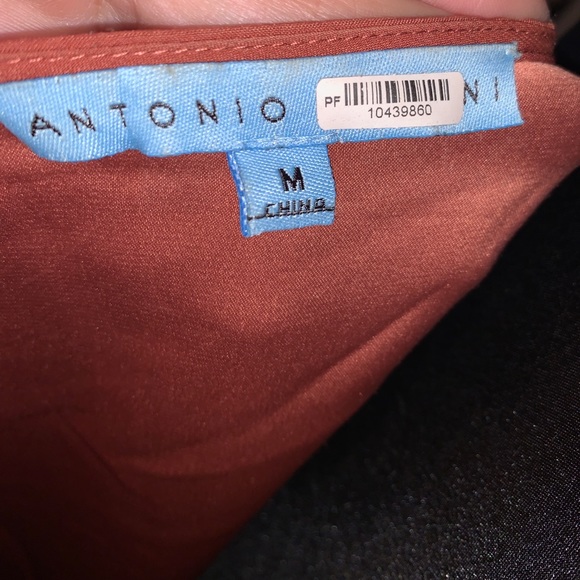 ANTONIO NI
PF
10439860
M
CHINA